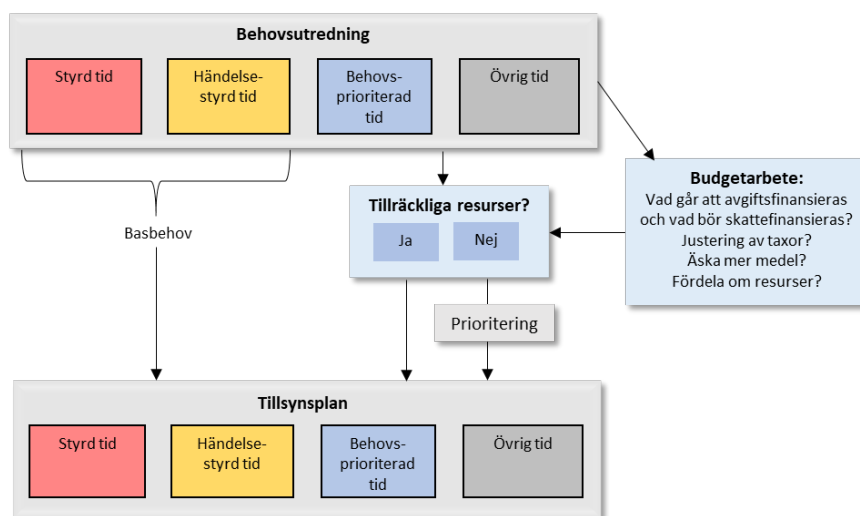 Behovsutredning
Styrd tid
Händelse-
styrd tid
Behovs-
prioriterad
tid
Övrig tid
Basbehov
Tillräckliga resurser?
Ja
Nej
Budgetarbete:
Vad går att avgiftsfinansieras
och vad bör skattefinansieras?
Justering av taxor?
Äska mer medel?
Fördela om resurser?
Prioritering
Tillsynsplan
Styrd tid
Händelse-
styrd tid
Behovs-
prioriterad
tid
Övrig tid